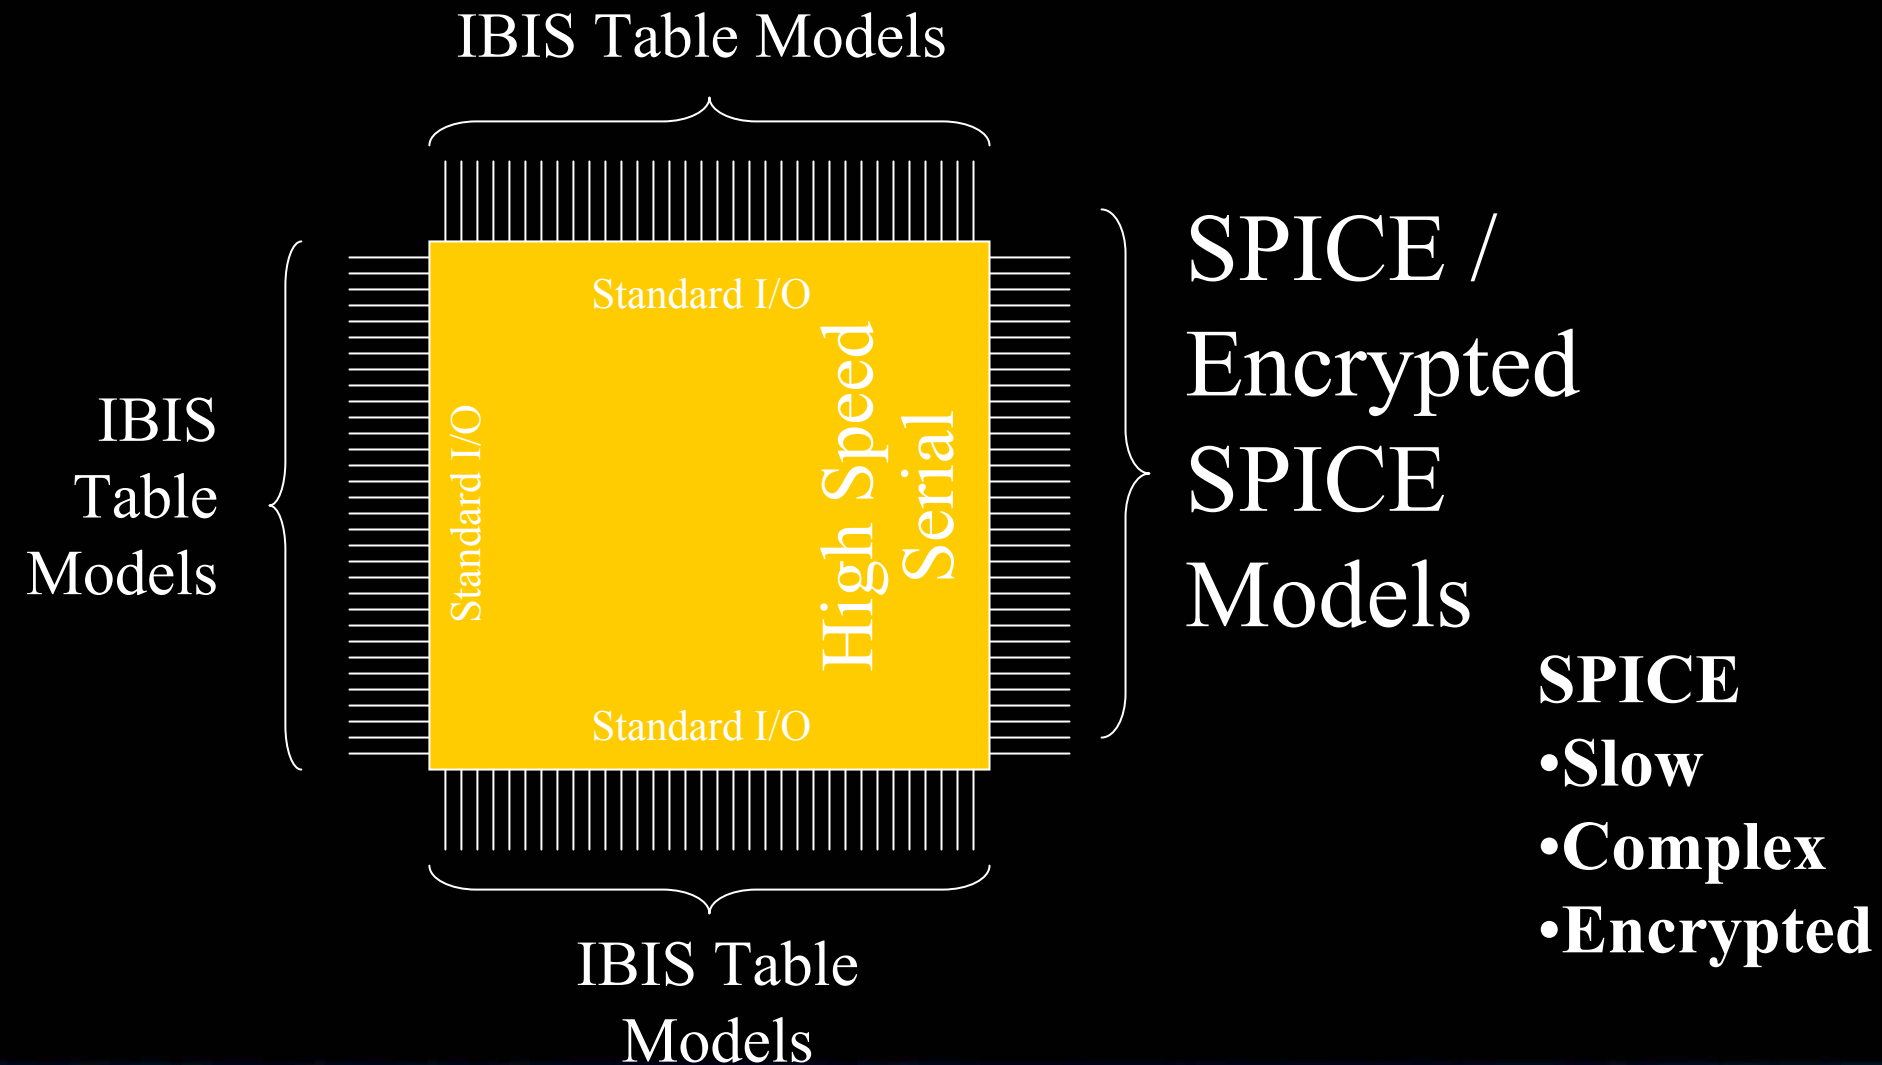 IBIS Table Models
IBIS
Table
Models
Standard I/O
Standard I/O
High Speed
Serial
Standard I/O
SPICE /
Encrypted
SPICE
Models
SPICE
•Slow
•Complex
•Encrypted
IBIS Table
Models